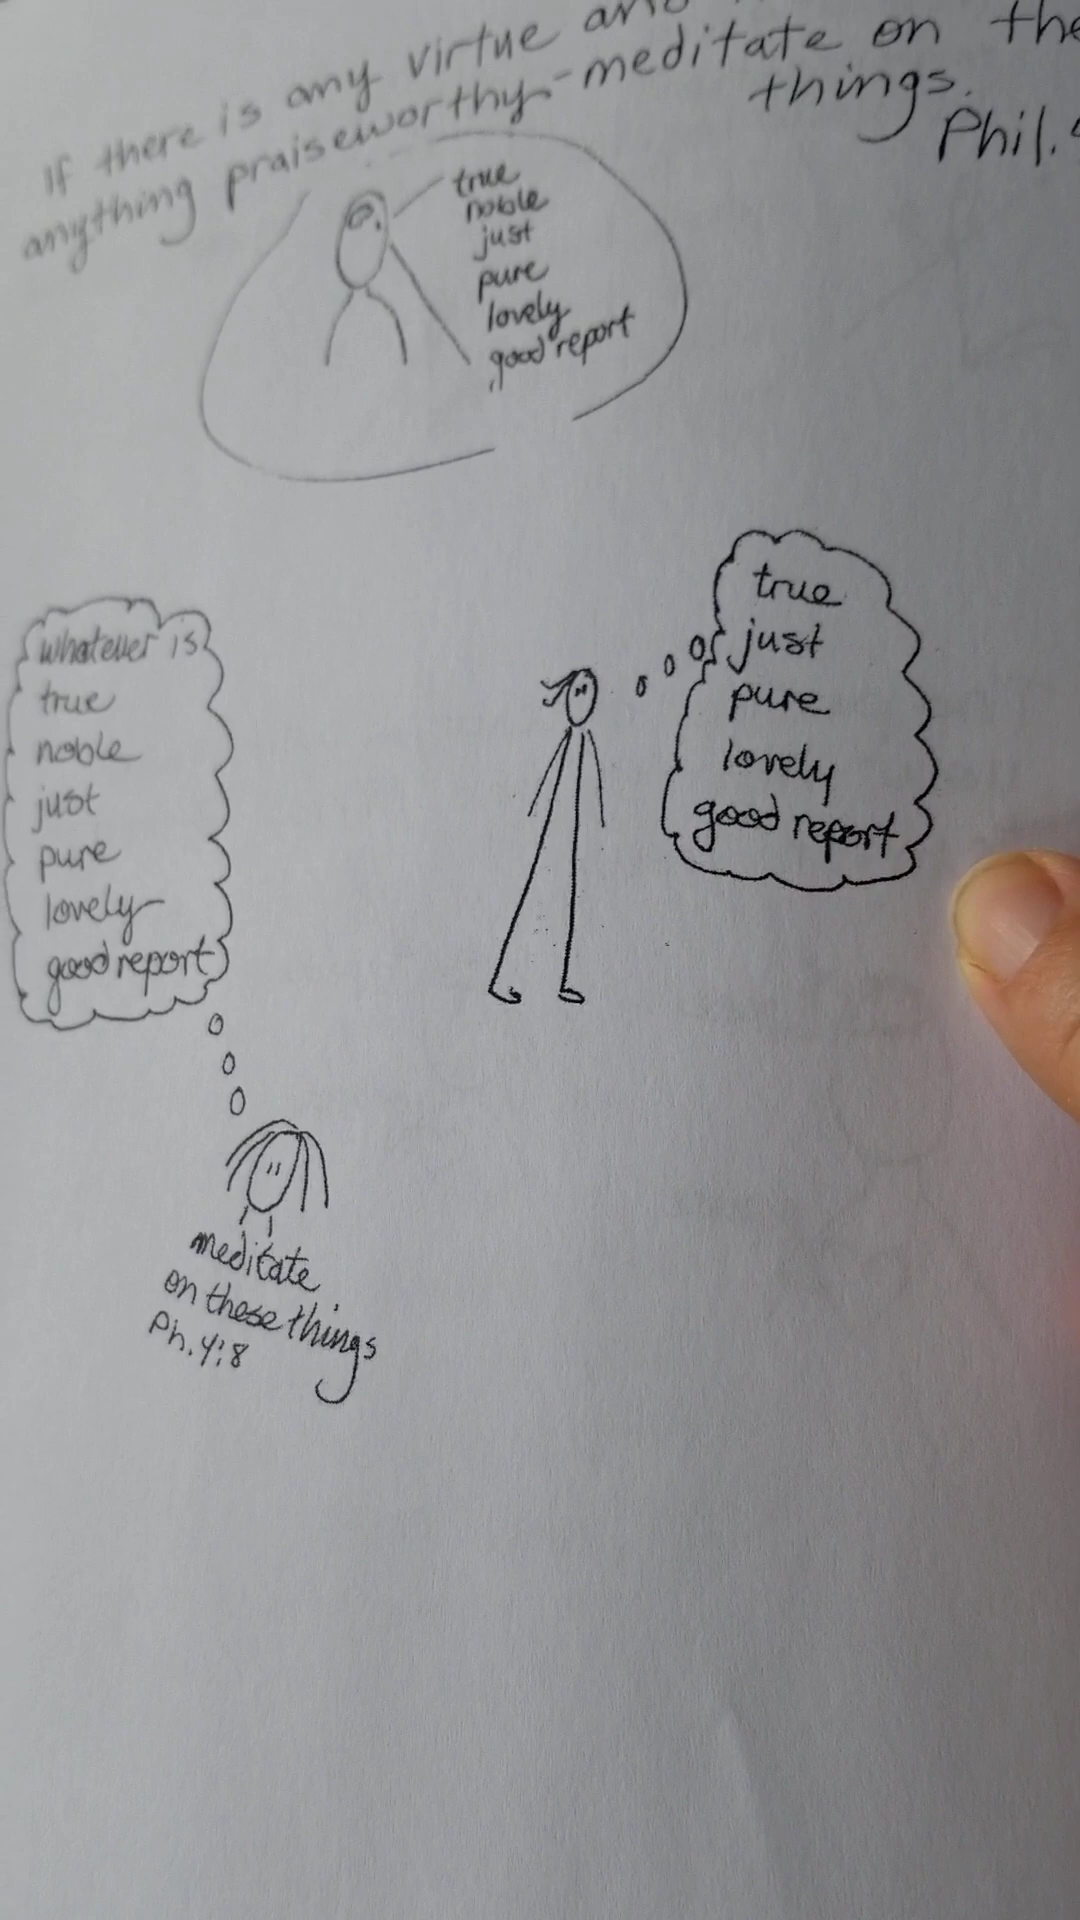 If there is any virtue and
anything praiseworthy-meditate on the
things.
Phil.
true
noble
just
pure
lovely
good report
true
just
pure
lovely
good report
whatever is
true
noble
just
pure
lovely
good report
meditate
on these things
Ph. 4:8